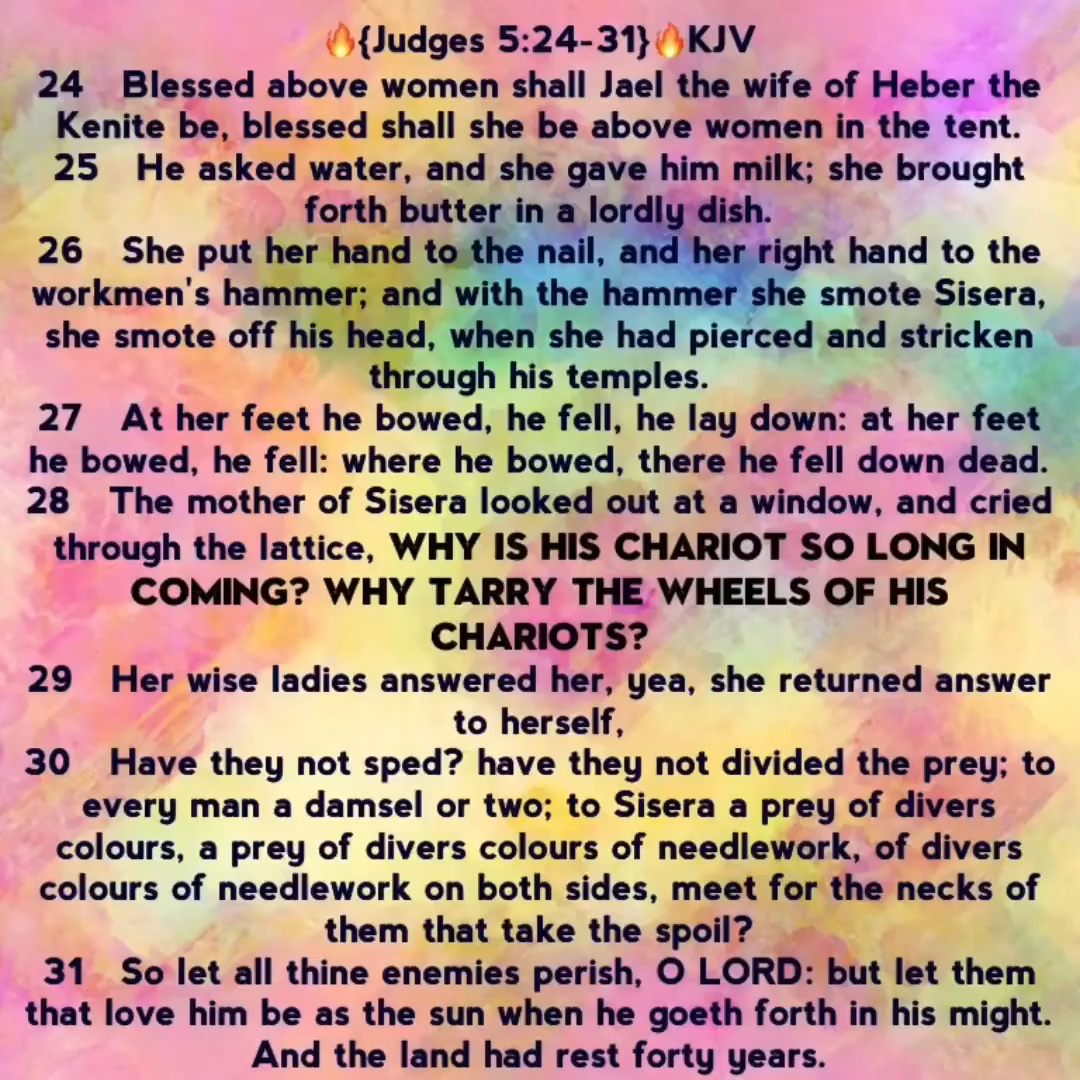 🔥{Judges 5:24-31}🔥KJV
24 Blessed above women shall Jael the wife of Heber the
Kenite be, blessed shall she be above women in the tent.
25 He asked water, and she gave him milk; she brought
forth butter in a lordly dish.
26 She put her hand to the nail, and her right hand to the
workmen's hammer; and with the hammer she smote Sisera,
she smote off his head, when she had pierced and stricken
through his temples.
27 At her feet he bowed, he fell, he lay down: at her feet
he bowed, he fell: where he bowed, there he fell down dead.
28 The mother of Sisera looked out at a window, and cried
through the lattice, WHY IS HIS CHARIOT SO LONG IN
COMING? WHY TARRY THE WHEELS OF HIS
CHARIOTS?
29 Her wise ladies answered her, yea, she returned answer
to herself,
30 Have they not sped? have they not divided the prey; to
every man a damsel or two; to Sisera a prey of divers
colours, a prey of divers colours of needlework, of divers
colours of needlework on both sides, meet for the necks of
them that take the spoil?
31 So let all thine enemies perish, O LORD: but let them
that love him be as the sun when he goeth forth in his might.
And the land had rest forty years.